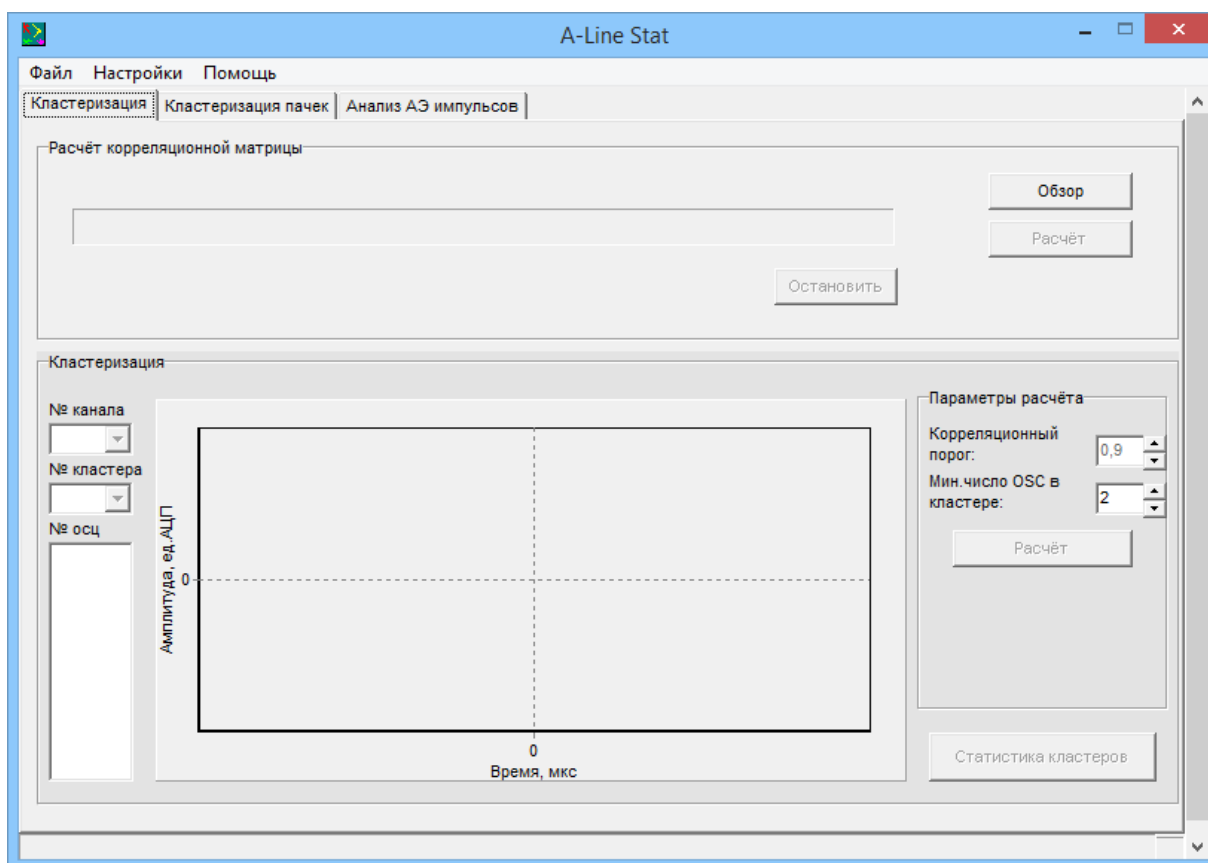 A-Line Stat
Файл Настройки Помощь
Кластеризация Кластеризация пачек Анализ АЭ импульсов
Расчёт корреляционной матрицы
Обзор
Расчёт
Остановить
Кластеризация
№ канала
№ кластера
№ осц
Амплитуда, ед.АЦП
0
0
Время, мкс
Параметры расчёта
Корреляционный
порог:
0,9
Мин.число OSC в
кластере:
2
Расчёт
Статистика кластеров